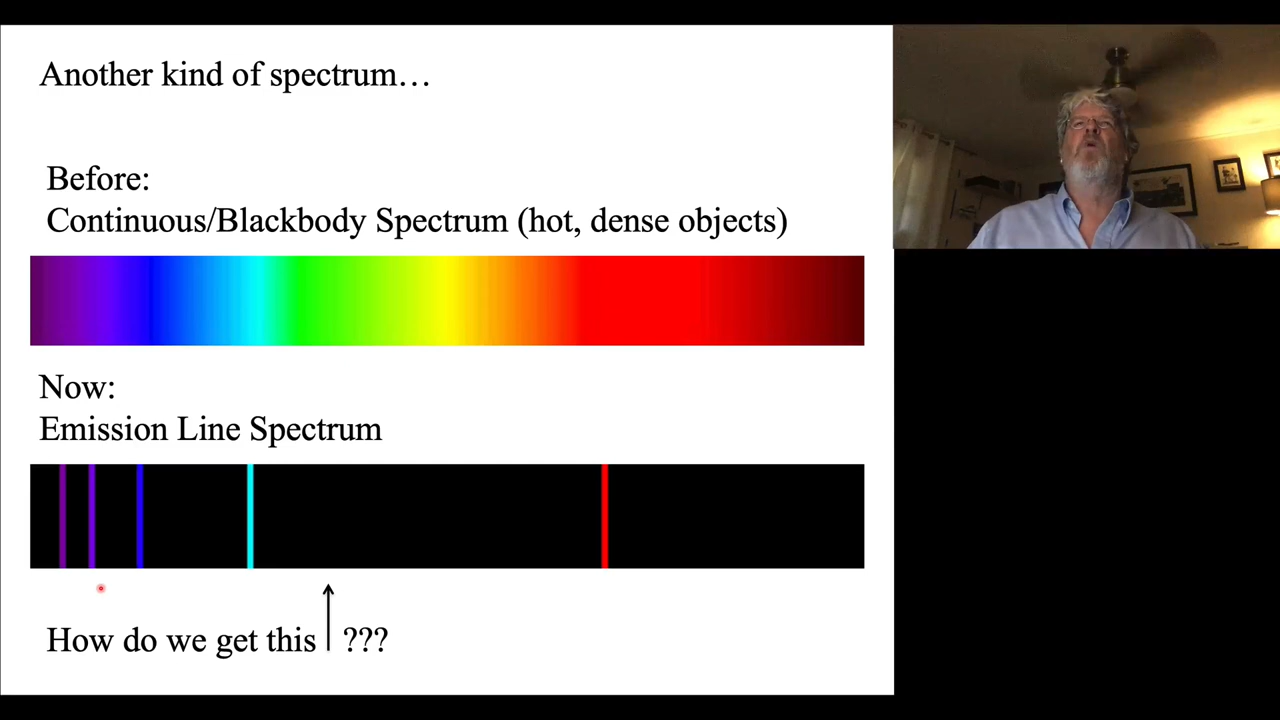 Another kind of spectrum…
Before:
Continuous/Blackbody Spectrum (hot, dense objects)
Now:
Emission Line Spectrum
How do we get this ???